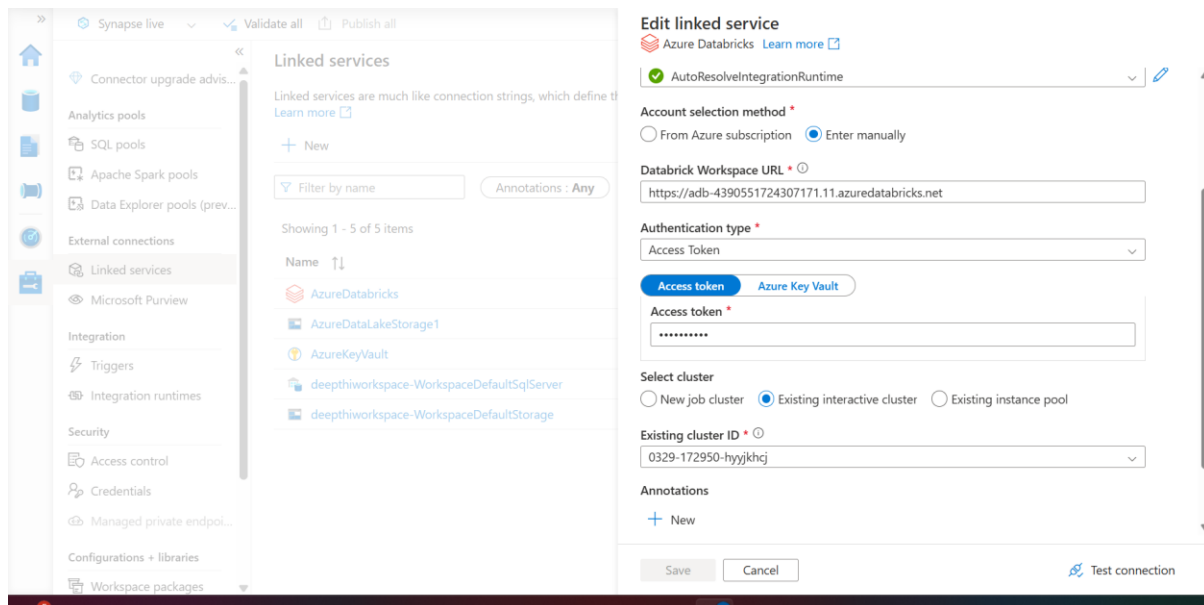 Synapse live
Validate all
Publish all
Connector upgrade advis...
Analytics pools
SQL pools
Apache Spark pools
Data Explorer pools (prev...
External connections
Linked services
Microsoft Purview
Integration
Triggers
Integration runtimes
Security
Access control
Credentials
Managed private endpoi...
Configurations + libraries
Workspace packages
Linked services
Linked services are much like connection strings, which define th
Learn more
New
Filter by name
Annotations : Any
Showing 1 - 5 of 5 items
Name
AzureDatabricks
AzureDataLakeStorage1
AzureKeyVault
deepthiworkspace-WorkspaceDefaultSqlServer
deepthiworkspace-WorkspaceDefaultStorage
Edit linked service
Azure Databricks Learn more
AutoResolveIntegrationRuntime
Account selection method *
From Azure subscription Enter manually
Databrick Workspace URL *
https://adb-4390551724307171.11.azuredatabricks.net
Authentication type *
Access Token
Access token Azure Key Vault
Access token *
••••••••••
Select cluster
New job cluster Existing interactive cluster Existing instance pool
Existing cluster ID *
0329-172950-hyyjkhcj
Annotations
New
Save Cancel Test connection